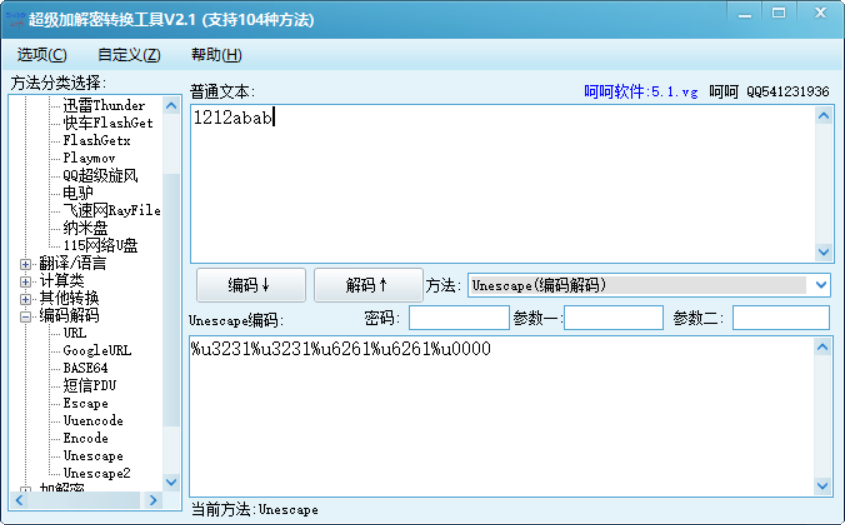 超级加解密转换工具V2.1 (支持104种方法)
选项(C) 自定义(Z) 帮助(H)
方法分类选择:
迅雷Thunder
快车FlashGet
FlashGetx
Playmov
QQ超级旋风
电驴
飞速网RayFile
纳米盘
115网络U盘
翻译/语言
计算类
其他转换
编码解码
URL
GoogleURL
BASE64
短信PDU
Escape
Uuencode
Encode
Unescape
Unescape2
加解密
普通文本: 呵呵软件:5.1.vg 呵呵 QQ541231936
1212abab
编码↓ 解码↑ 方法: Unescape(编码解码)
Unescape编码: 密码: 参数一: 参数二:
%u3231%u3231%u6261%u6261%u0000
当前方法:Unescape